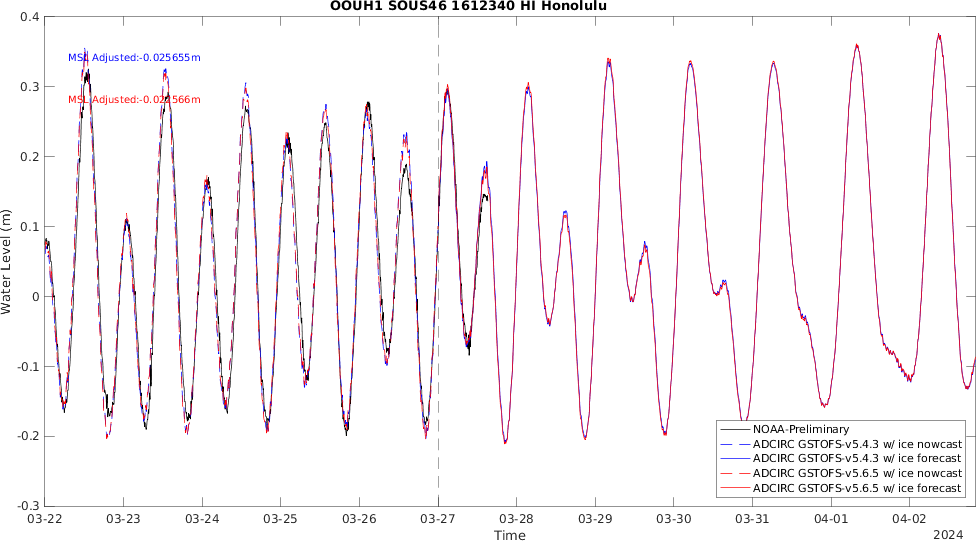 OOUH1 SOUS46 1612340 HI Honolulu
0.4
0.3
0.2
0.1
0
-0.1
-0.2
-0.3
Water Level (m)
MSL Adjusted:-0.025655m
MSL Adjusted:-0.021566m
NOAA-Preliminary
ADCIRC GSTOFS-v5.4.3 w/ ice nowcast
ADCIRC GSTOFS-v5.4.3 w/ ice forecast
ADCIRC GSTOFS-v5.6.5 w/ ice nowcast
ADCIRC GSTOFS-v5.6.5 w/ ice forecast
03-22 03-23 03-24 03-25 03-26 03-27 03-28 03-29 03-30 03-31 04-01 04-02
Time
2024